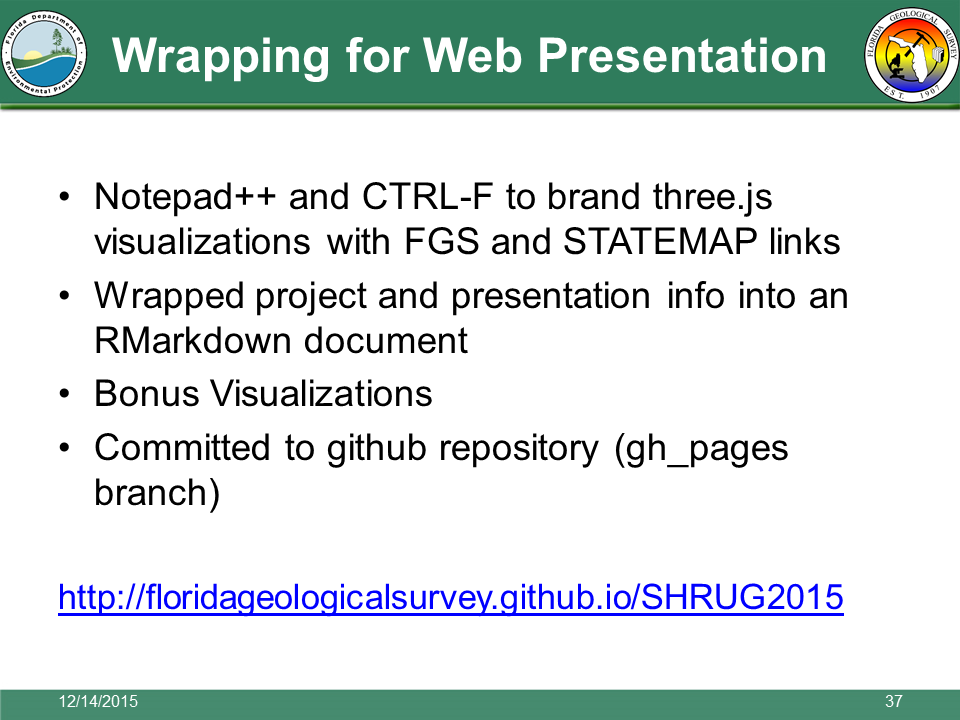 Florida Department of Environmental Protection
Wrapping for Web Presentation
FLORIDA GEOLOGICAL SURVEY
EST. 1907
• Notepad++ and CTRL-F to brand three.js
visualizations with FGS and STATEMAP links
• Wrapped project and presentation info into an
RMarkdown document
• Bonus Visualizations
• Committed to github repository (gh_pages
branch)
http://floridageologicalsurvey.github.io/SHRUG2015
12/14/2015
37